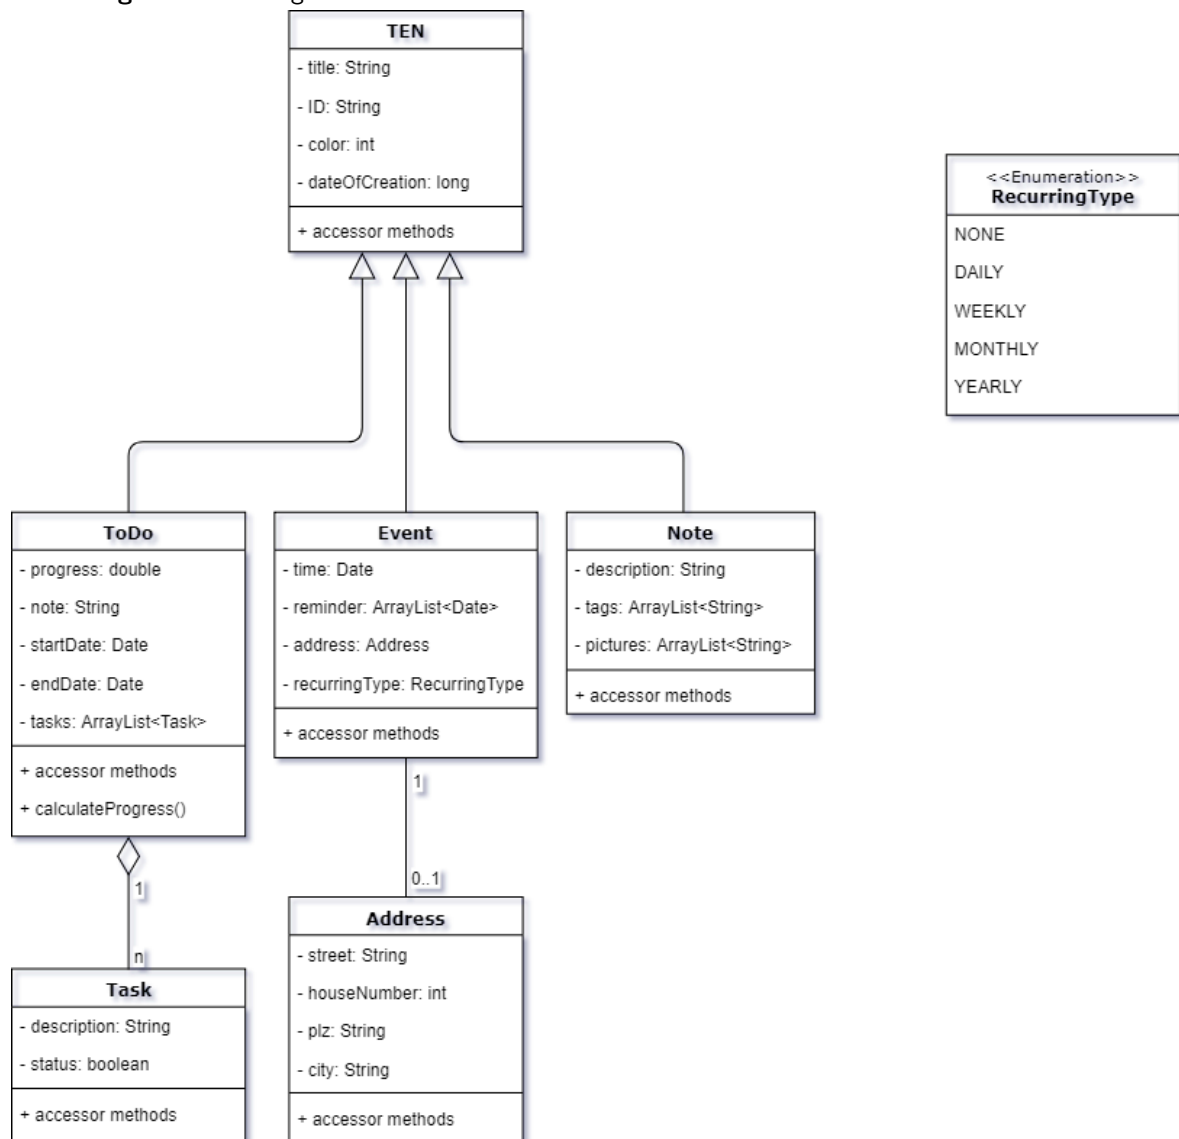 TEN
- title: String
- ID: String
- color: int
- dateOfCreation: long
+ accessor methods
<<Enumeration>>
RecurringType
NONE
DAILY
WEEKLY
MONTHLY
YEARLY
ToDo
- progress: double
- note: String
- startDate: Date
- endDate: Date
- tasks: ArrayList<Task>
+ accessor methods
+ calculateProgress()
Event
- time: Date
- reminder: ArrayList<Date>
- address: Address
- recurringType: RecurringType
+ accessor methods
Note
- description: String
- tags: ArrayList<String>
- pictures: ArrayList<String>
+ accessor methods
1
n
1
0..1
Task
- description: String
- status: boolean
+ accessor methods
Address
- street: String
- houseNumber: int
- plz: String
- city: String
+ accessor methods